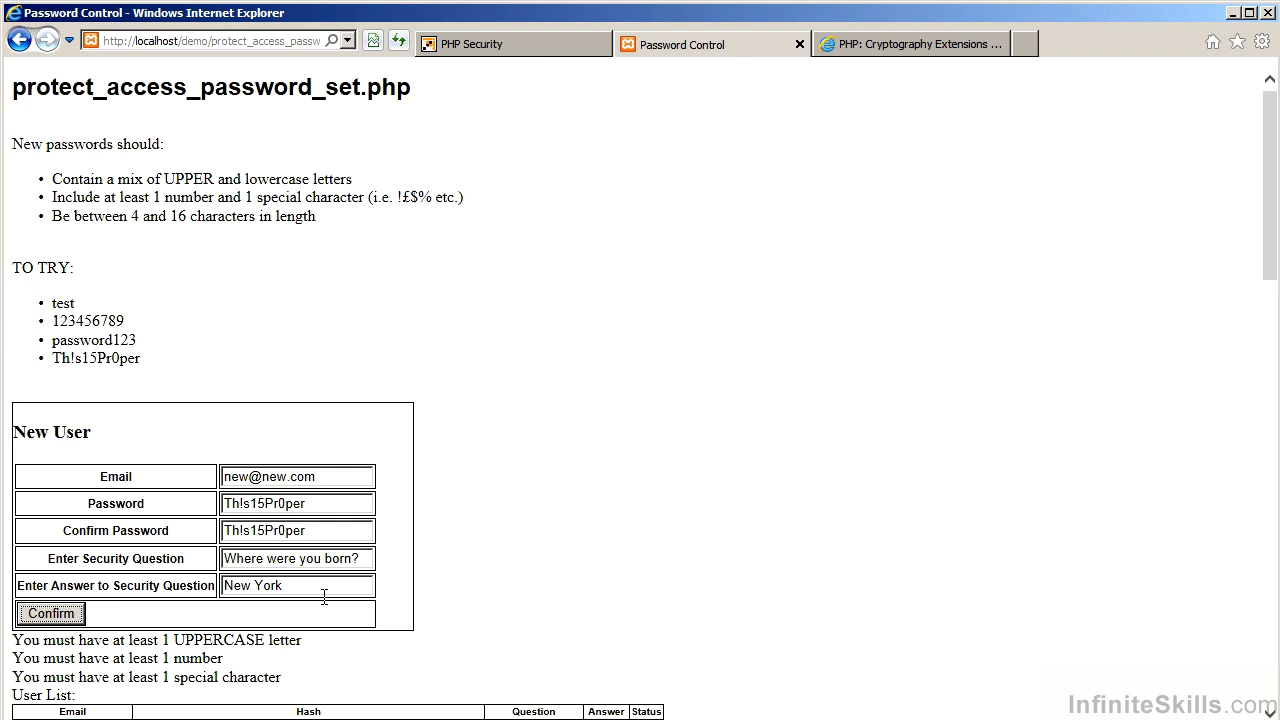 Password Control - Windows Internet Explorer
http://localhost/demo/protect_access_passw
PHP Security
Password Control
PHP: Cryptography Extensions ...
protect_access_password_set.php
New passwords should:
• Contain a mix of UPPER and lowercase letters
• Include at least 1 number and 1 special character (i.e. !£$% etc.)
• Be between 4 and 16 characters in length
TO TRY:
• test
• 123456789
• password123
• Th!s15Pr0per
New User
Email new@new.com
Password Th!s15Pr0per
Confirm Password Th!s15Pr0per
Enter Security Question Where were you born?
Enter Answer to Security Question New York
Confirm
You must have at least 1 UPPERCASE letter
You must have at least 1 number
You must have at least 1 special character
User List:
Email Hash Question Answer Status
InfiniteSkills.com